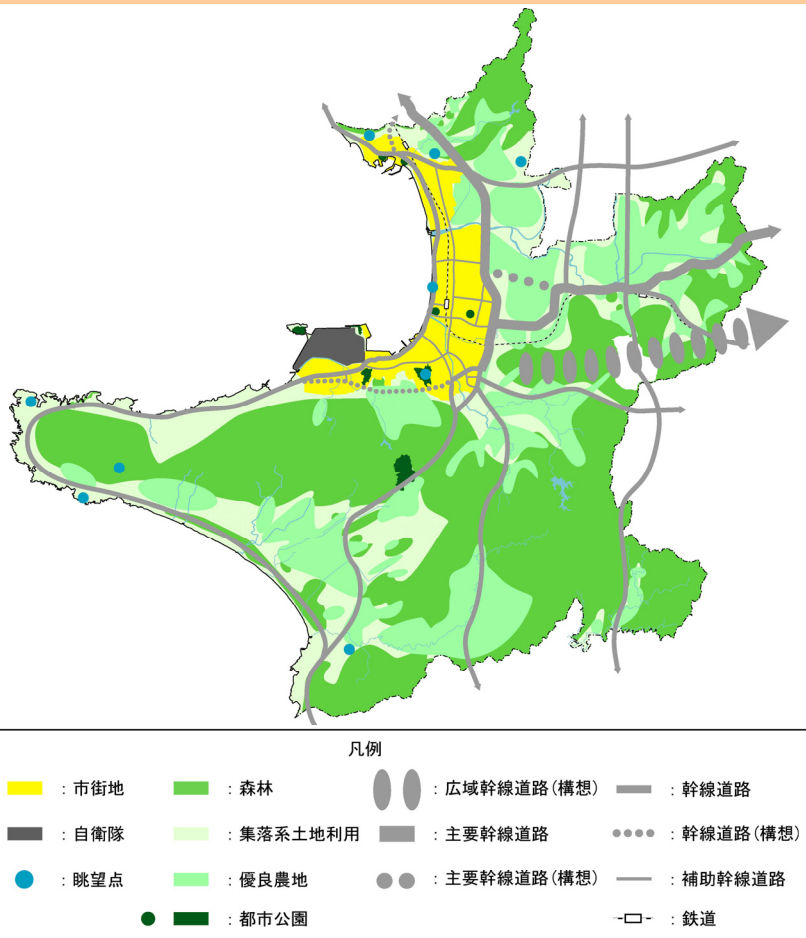 凡例
：市街地
：森林
：広域幹線道路(構想)
：幹線道路
：自衛隊
：集落系土地利用
：主要幹線道路
：幹線道路(構想)
：眺望点
：優良農地
：主要幹線道路(構想)
：補助幹線道路
：都市公園
：鉄道